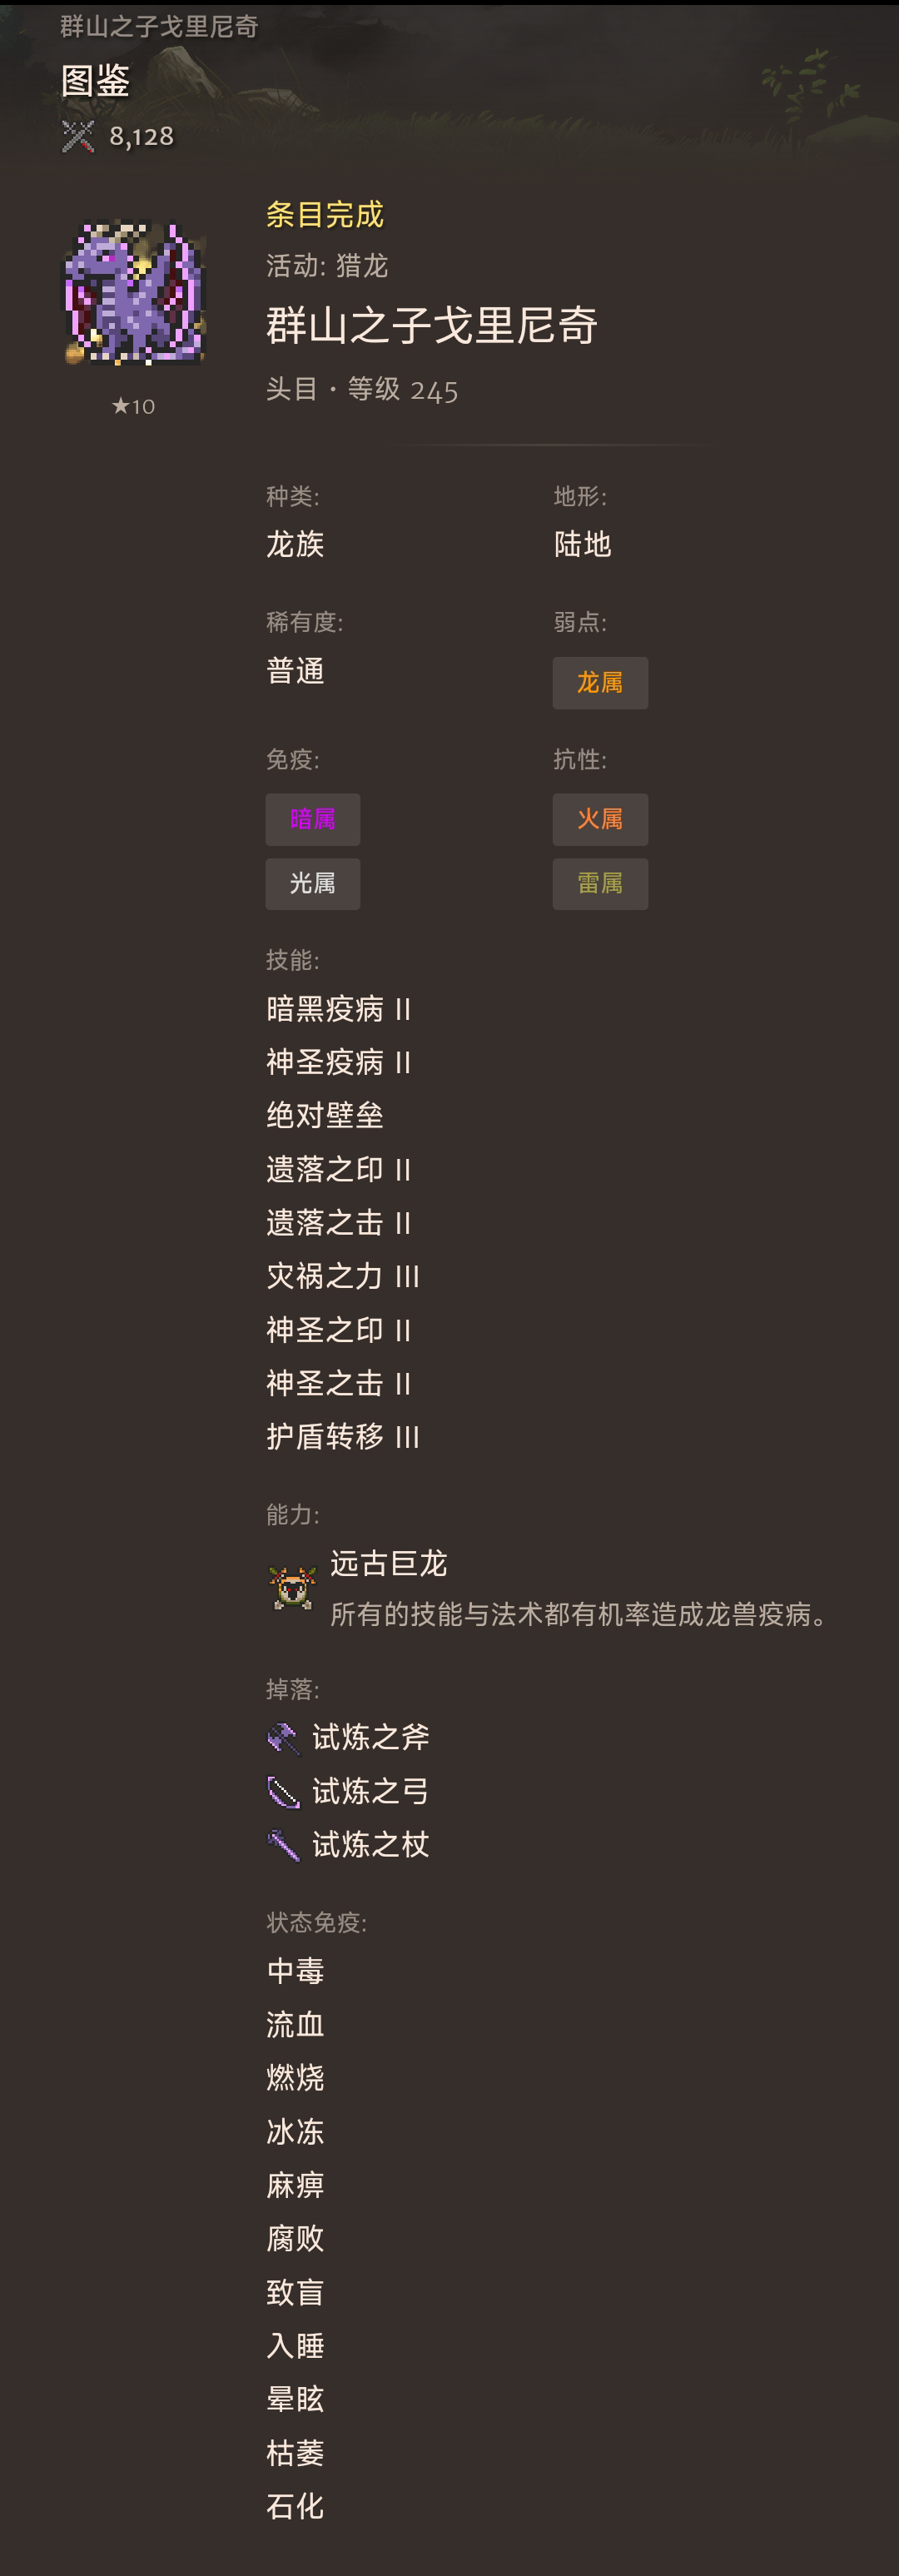 群山之子戈里尼奇
图鉴
8,128
条目完成
活动: 猎龙
群山之子戈里尼奇
头目・等级 245
★10
种类:
龙族
地形:
陆地
稀有度:
普通
弱点:
龙属
免疫:
暗属
光属
抗性:
火属
雷属
技能:
暗黑疫病 II
神圣疫病 II
绝对壁垒
遗落之印 II
遗落之击 II
灾祸之力 III
神圣之印 II
神圣之击 II
护盾转移 III
能力:
远古巨龙
所有的技能与法术都有机率造成龙兽疫病。
掉落:
试炼之斧
试炼之弓
试炼之杖
状态免疫:
中毒
流血
燃烧
冰冻
麻痹
腐败
致盲
入睡
晕眩
枯萎
石化